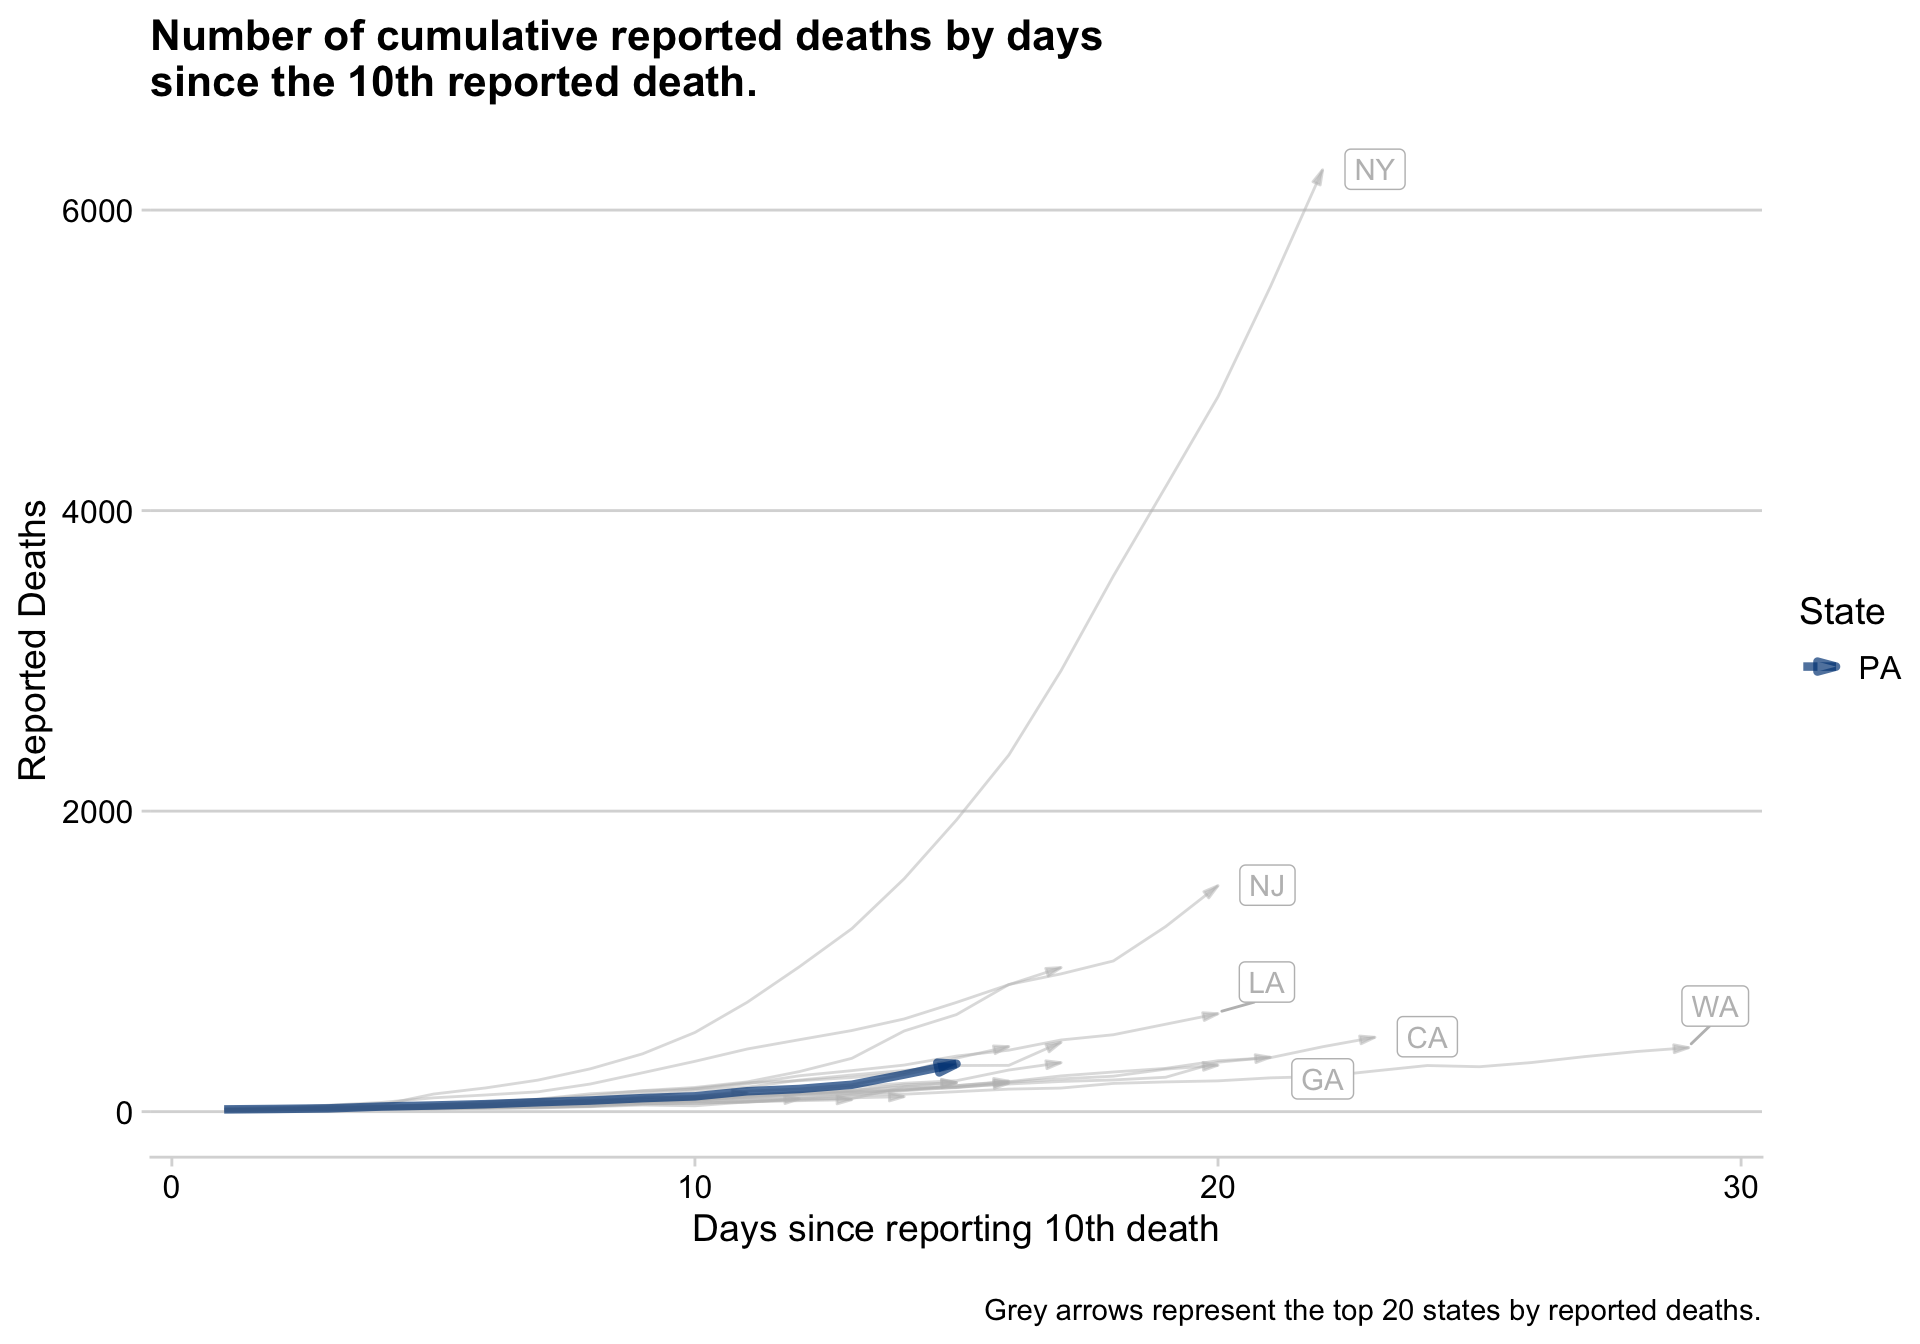 Number of cumulative reported deaths by days
since the 10th reported death.
NY
6000
4000
Reported Deaths
State
PA
2000
NJ
LA
WA
CA
GA
0
0 10 20 30
Days since reporting 10th death
Grey arrows represent the top 20 states by reported deaths.